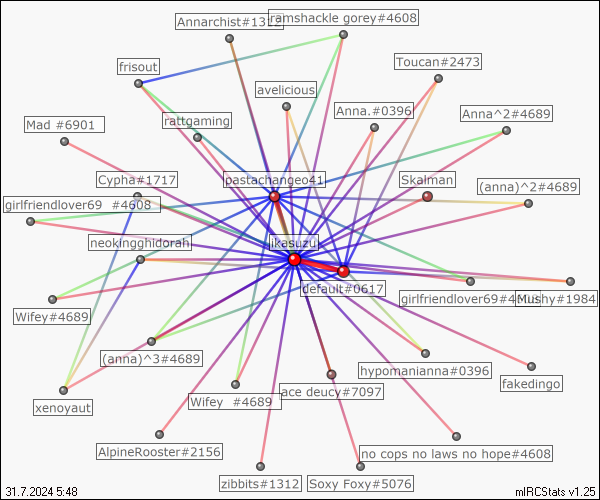 Annarchist#1312
ramshackle gorey#4608
frisout
Toucan#2473
avelicious
rattgaming
Anna.#0396
Anna^2#4689
Mad #6901
Cypha#1717
pastachangeo41
Skalman
(anna)^2#4689
girlfriendlover69 #4608
neokingghidorah
ikasuzu
default#0617
girlfriendlover69#4
Mushy#1984
Wifey#4689
(anna)^3#4689
hypomanianna#0396
xenoyaut
Wifey #4689
ace deucy#7097
fakedingo
AlpineRooster#2156
no cops no laws no hope#4608
zibbits#1312
Soxy Foxy#5076
31.7.2024 5:48
mIRCStats v1.25